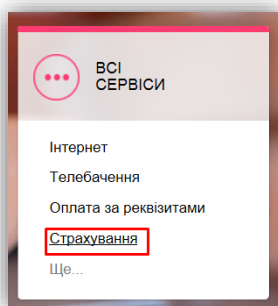 ВСІ
СЕРВІСИ
Інтернет
Телебачення
Оплата за реквізитами
Страхування
Ще...